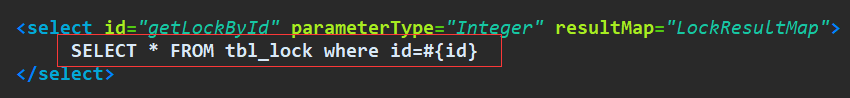 <select id="getLockById" parameterType="Integer" resultMap="LockResultMap">
SELECT * FROM tbl_lock where id=#{id}
</select>